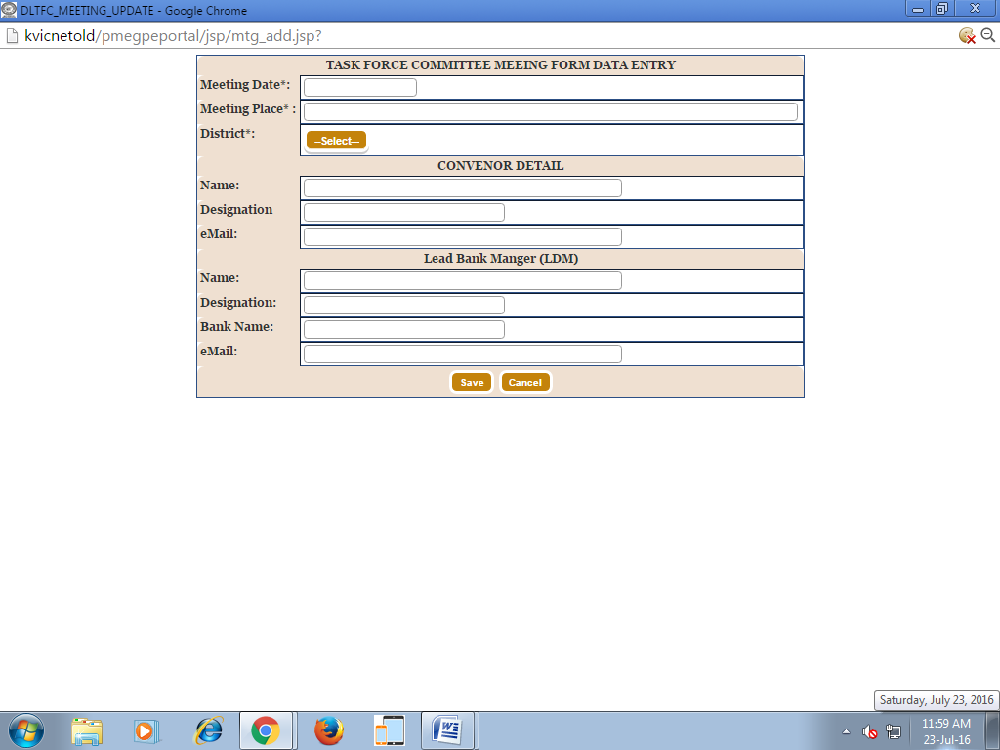 DLTFC_MEETING_UPDATE - Google Chrome
kvicnetold/pmegpeportal/jsp/mtg_add.jsp?
TASK FORCE COMMITTEE MEEING FORM DATA ENTRY
Meeting Date*:
Meeting Place* :
District*:
--Select--
CONVENOR DETAIL
Name:
Designation
eMail:
Lead Bank Manger (LDM)
Name:
Designation:
Bank Name:
eMail:
Save Cancel
Saturday, July 23, 2016
11:59 AM
23-Jul-16